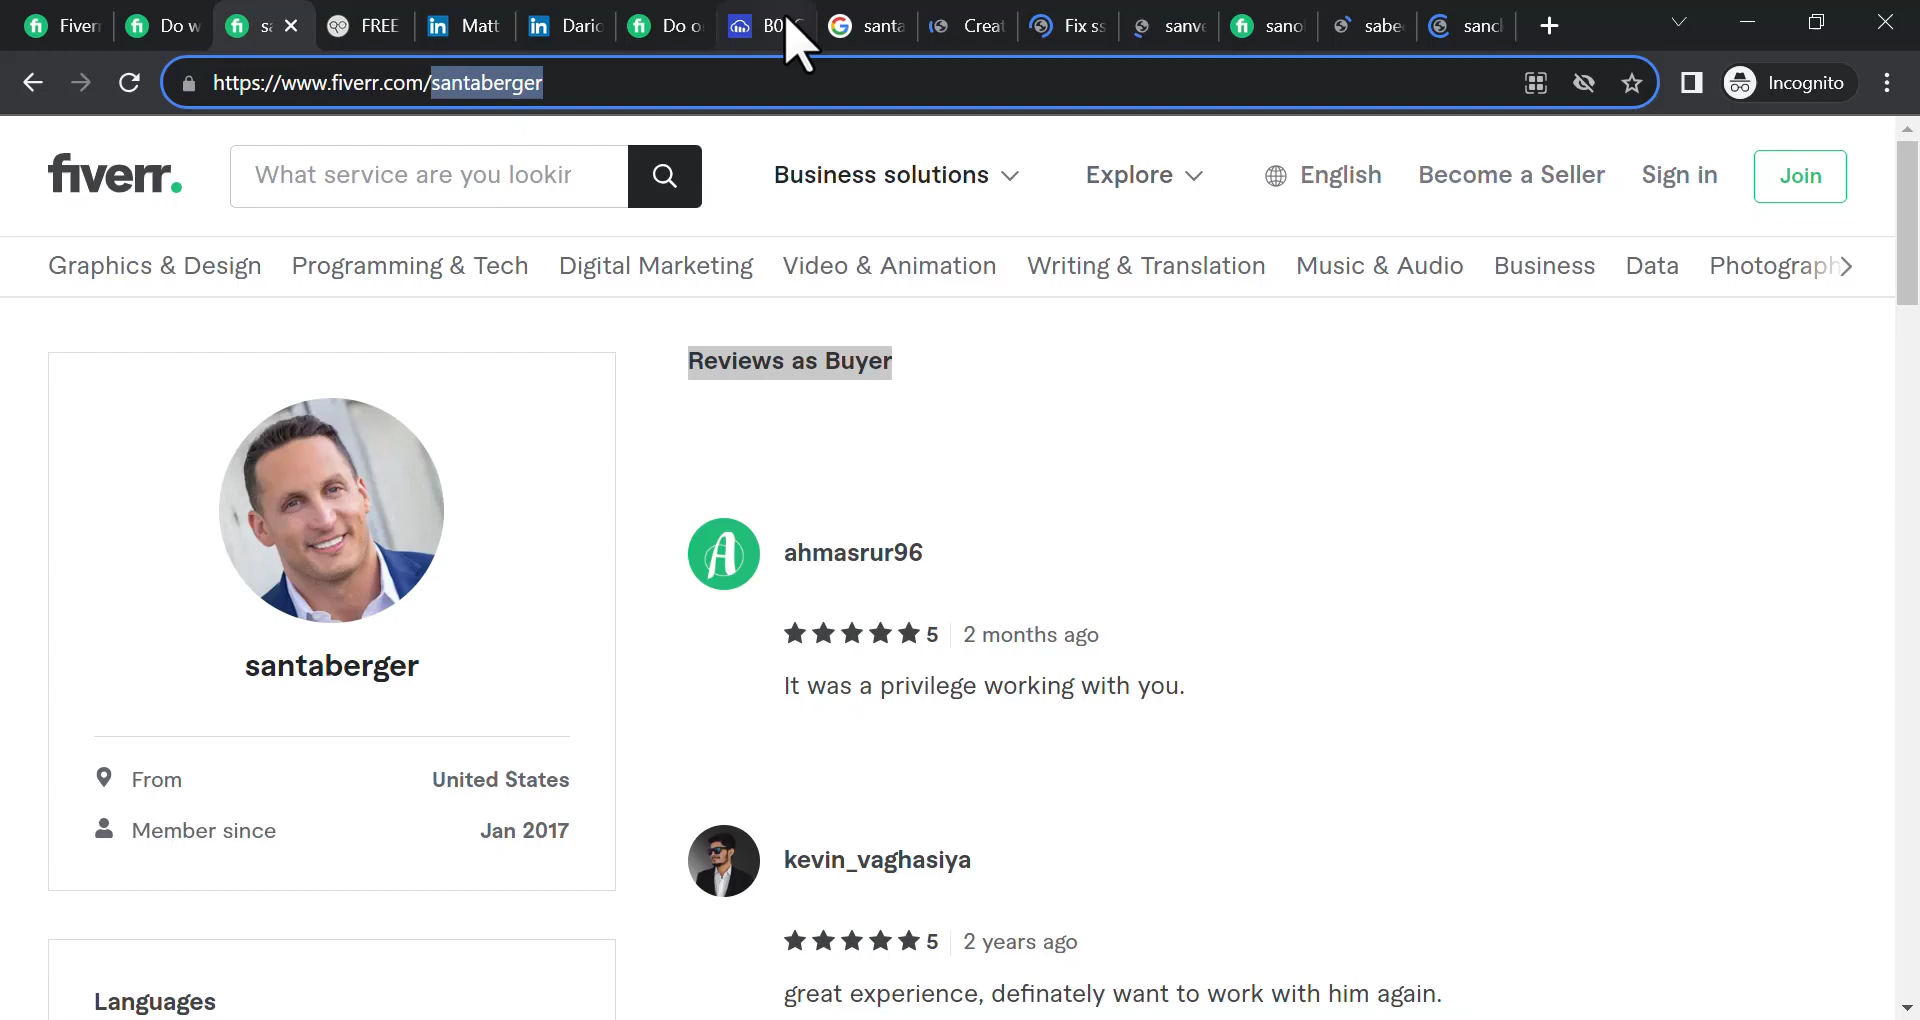 Fiverr Do w sa FREE Matt Dario Do o B0 santa Creat Fix ss sanve sano sabe sancl
https://www.fiverr.com/santaberger Incognito
fiverr. What service are you lookir Business solutions Explore English Become a Seller Sign in Join
Graphics & Design Programming & Tech Digital Marketing Video & Animation Writing & Translation Music & Audio Business Data Photograph
Reviews as Buyer
santaberger
From United States
Member since Jan 2017
Languages
ahmasrur96
5 2 months ago
It was a privilege working with you.
kevin_vaghasiya
5 2 years ago
great experience, definately want to work with him again.